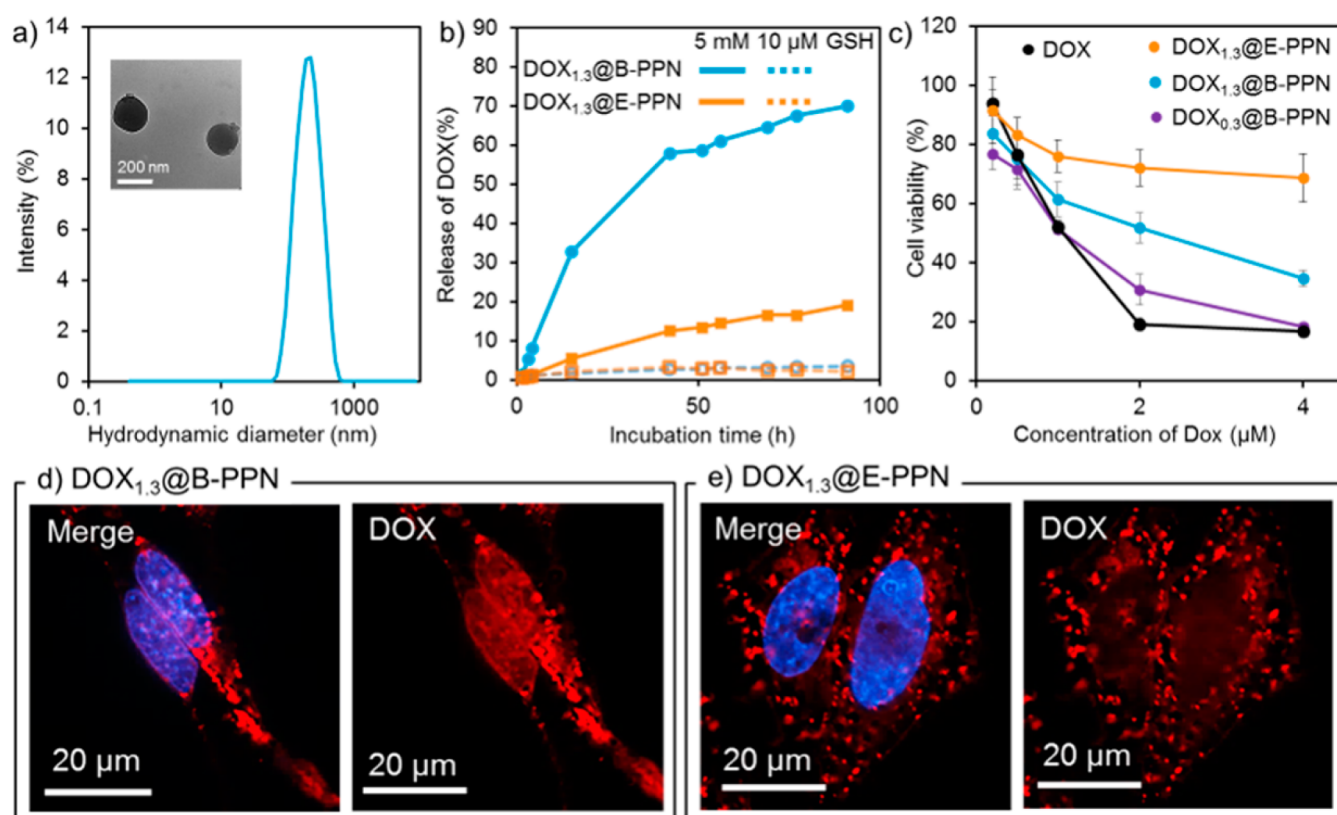 a)
14
12
10
8
6
4
2
0
Intensity (%)
200 nm
0.1 10 1000
Hydrodynamic diameter (nm)
b)
90
80
70
60
50
40
30
20
10
0
Release of DOX(%)
5 mM 10 µM GSH
DOX1.3@B-PPN
DOX1.3@E-PPN
0 50 100
Incubation time (h)
c)
120
100
80
60
40
20
0
Cell viability (%)
DOX
DOX1.3@E-PPN
DOX1.3@B-PPN
DOX0.3@B-PPN
0 2 4
Concentration of Dox (µM)
d) DOX1.3@B-PPN
Merge
20 µm
DOX
20 µm
e) DOX1.3@E-PPN
Merge
20 µm
DOX
20 µm